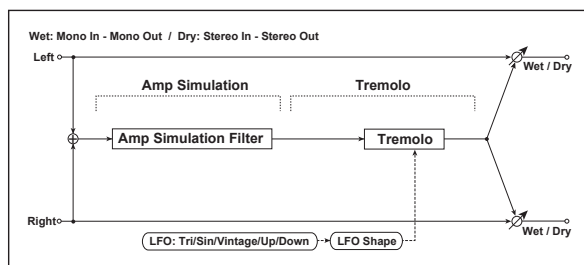 Wet: Mono In - Mono Out / Dry: Stereo In - Stereo Out
Left
Wet / Dry
Amp Simulation
Tremolo
Amp Simulation Filter
Tremolo
Right
Wet / Dry
LFO: Tri/Sin/Vintage/Up/Down
LFO Shape